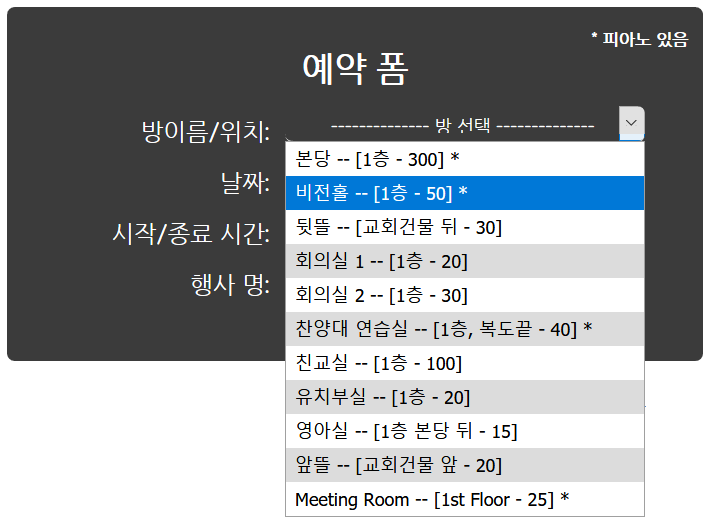 * 피아노 있음
예약 폼
방이름/위치:
-------------- 방 선택 --------------
날짜:
시작/종료 시간:
행사 명:
본당 -- [1층 - 300] *
비전홀 -- [1층 - 50] *
뒷뜰 -- [교회건물 뒤 - 30]
회의실 1 -- [1층 - 20]
회의실 2 -- [1층 - 30]
찬양대 연습실 -- [1층, 복도끝 - 40] *
친교실 -- [1층 - 100]
유치부실 -- [1층 - 20]
영아실 -- [1층 본당 뒤 - 15]
앞뜰 -- [교회건물 앞 - 20]
Meeting Room -- [1st Floor - 25] *